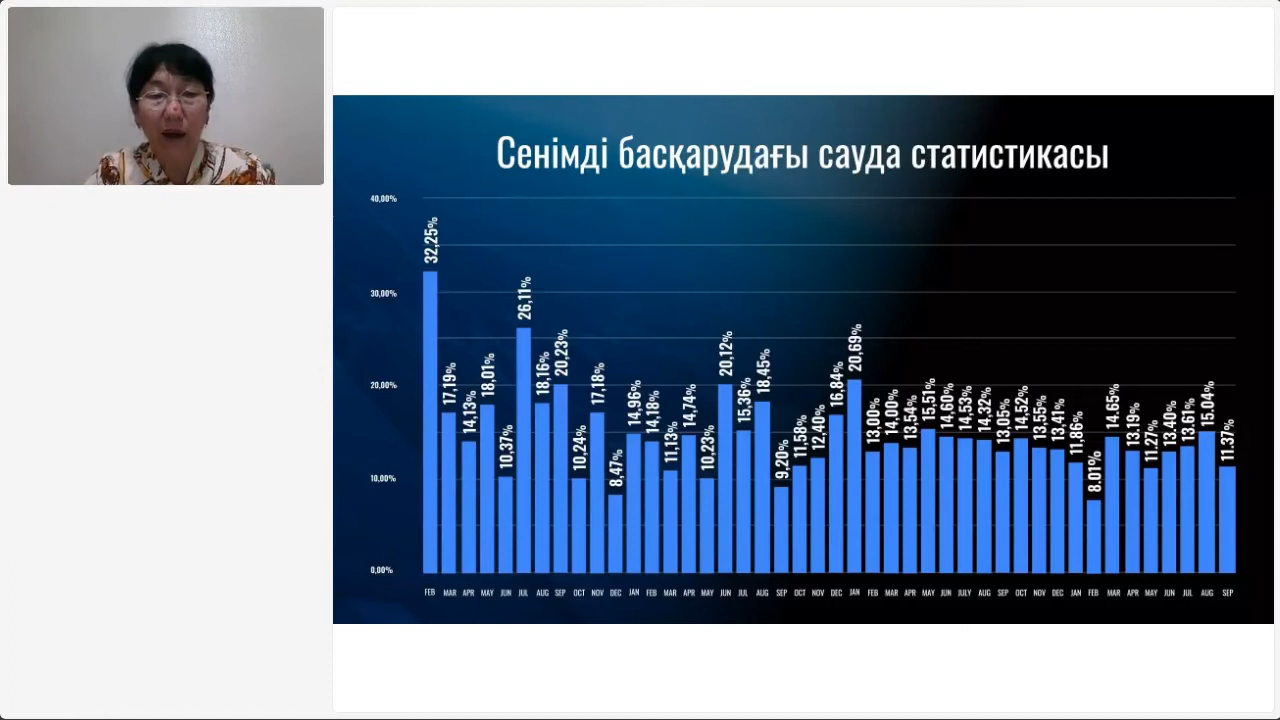 Сенімді басқарудағы сауда статистикасы
40,00%
30,00%
20,00%
10,00%
0,00%
32,25% 17,19% 14,13% 18,01% 10,37% 26,11% 18,16% 20,23% 10,24% 17,18% 8,47% 14,96% 14,18% 11,13% 14,74% 10,23% 20,12% 15,36% 18,45% 9,20% 11,58% 12,40% 16,84% 20,69% 13,00% 14,00% 13,54% 15,51% 14,60% 14,53% 14,32% 13,05% 14,52% 13,55% 13,41% 11,86% 8.01% 14.65% 13,19% 11.27% 13.40% 13,61% 15.04% 11.37%
FEB MAR APR MAY JUN JUL AUG SEP OCT NOV DEC JAN FEB MAR APR MAY JUN JUL AUG SEP OCT NOV DEC JAN FEB MAR APR MAY JUN JULY AUG SEP OCT NOV DEC JAN FEB MAR APR MAY JUN JUL AUG SEP